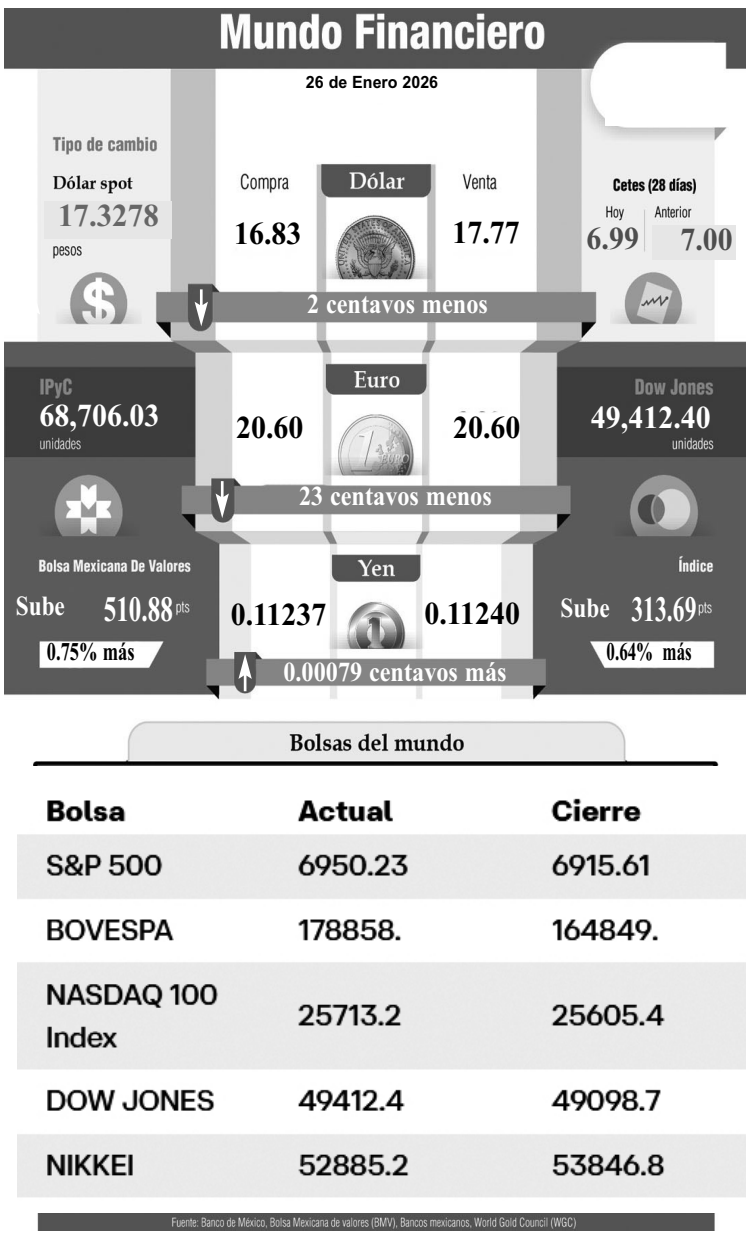 Mundo Financiero
26 de Enero 2026
Tipo de cambio
Dólar spot
17.3278
pesos
Compra
Dólar
Venta
16.83
17.77
2 centavos menos
Cetes (28 días)
Hoy
Anterior
6.99
7.00
IPyC
68,706.03
unidades
Euro
20.60
20.60
23 centavos menos
Dow Jones
49,412.40
unidades
Bolsa Mexicana De Valores
Sube 510.88 pts
0.75% más
Yen
0.11237
0.11240
0.00079 centavos más
Índice
Sube 313.69 pts
0.64% más
Bolsas del mundo
Bolsa Actual Cierre
S&P 500 6950.23 6915.61
BOVESPA 178858. 164849.
NASDAQ 100
Index 25713.2 25605.4
DOW JONES 49412.4 49098.7
NIKKEI 52885.2 53846.8
Fuente: Banco de México, Bolsa Mexicana de valores (BMV), Bancos mexicanos, World Gold Council (WGC)